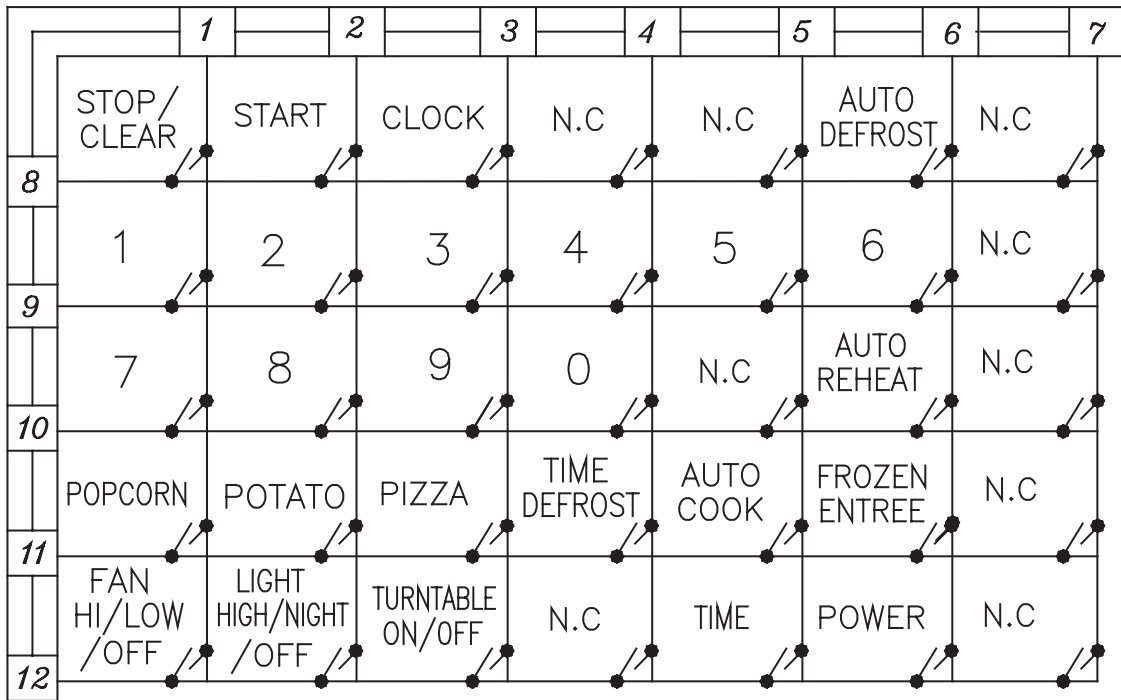 1 2 3 4 5 6 7
STOP/ CLEAR START CLOCK N.C N.C AUTO DEFROST N.C
8
1 2 3 4 5 6 N.C
9
7 8 9 0 N.C AUTO REHEAT N.C
10
POPCORN POTATO PIZZA TIME DEFROST AUTO COOK FROZEN ENTREE N.C
11
FAN HI/LOW /OFF LIGHT HIGH/NIGHT /OFF TURNTABLE ON/OFF N.C TIME POWER N.C
12